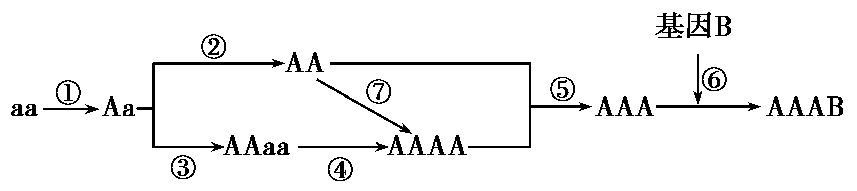 基因B
② AA ⑥
aa ① Aa ⑦ ⑤ AAA AAAB
③ AAaa ④ AAAA